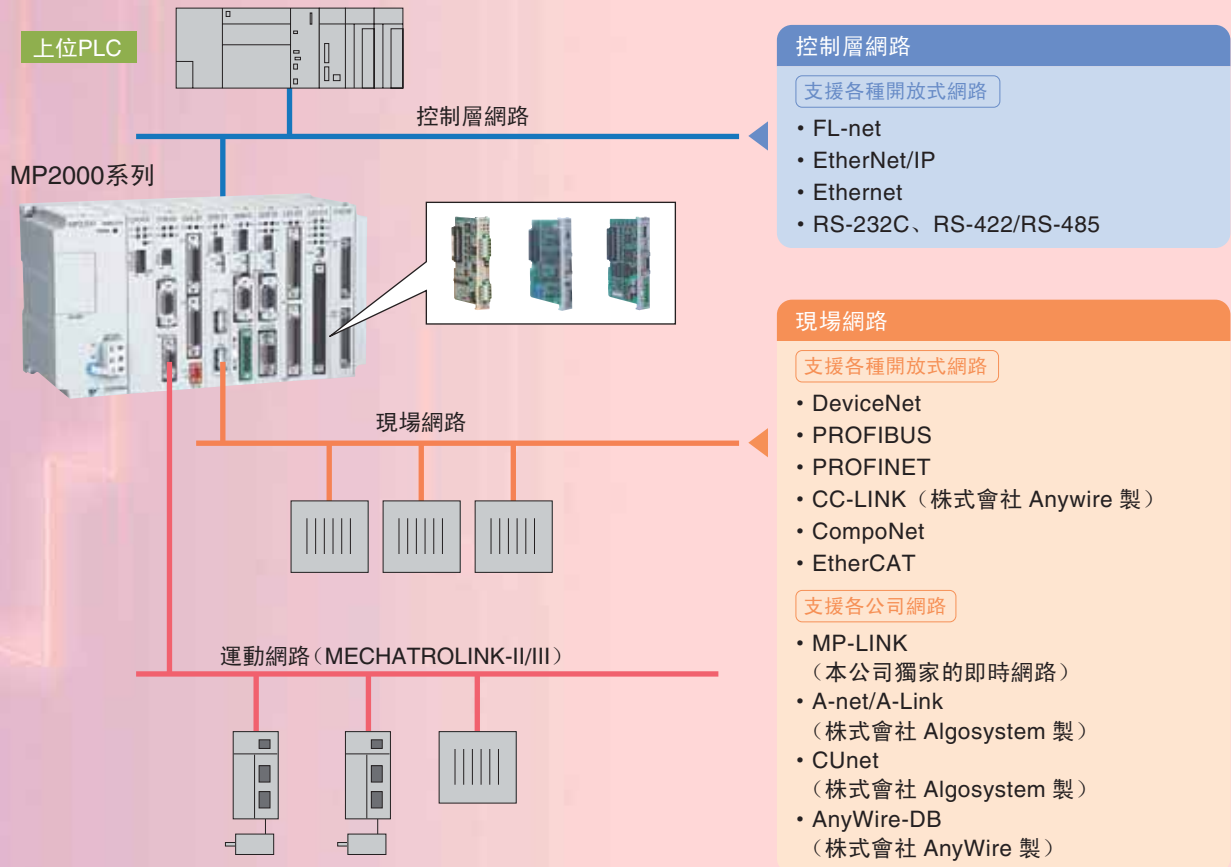 上位PLC
控制層網路
MP2000系列
現場網路
運動網路（MECHATROLINK-II/III）
控制層網路
支援各種開放式網路
・FL-net
・EtherNet/IP
・Ethernet
・RS-232C、RS-422/RS-485
現場網路
支援各種開放式網路
・DeviceNet
・PROFIBUS
・PROFINET
・CC-LINK（株式會社 Anywire 製）
・CompoNet
・EtherCAT
支援各公司網路
・MP-LINK
（本公司獨家的即時網路）
・A-net/A-Link
（株式會社 Algosystem 製）
・CUnet
（株式會社 Algosystem 製）
・AnyWire-DB
（株式會社 AnyWire 製）